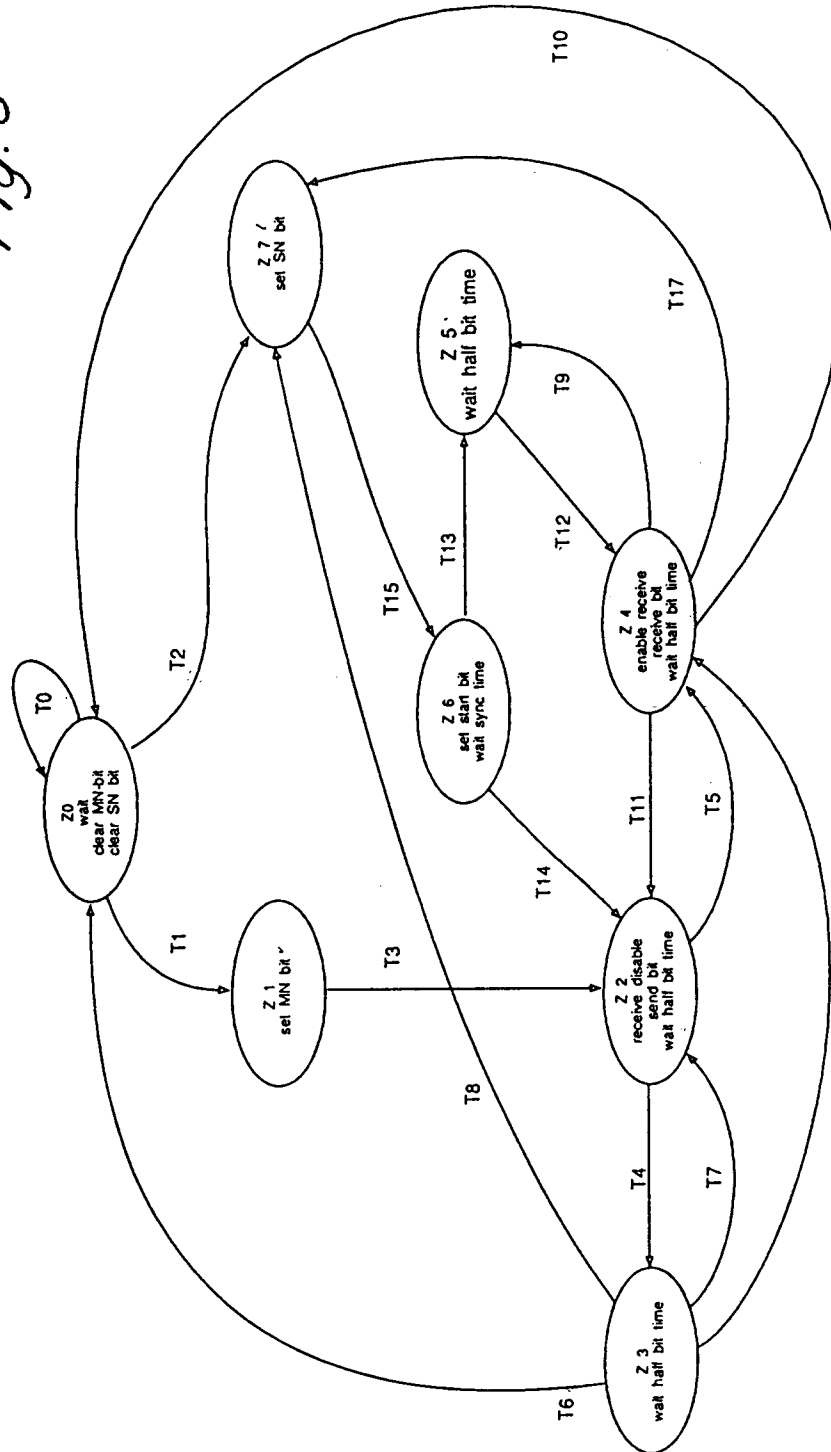 Fig. 
T10
T0
Z0
wait
clear MN-bit
clear SN bit
T2
Z 7
set SN bit
T1
Z 1
set MN bit
T15
Z 5
wait half bit time
T17
T13
T9
Z 6
set start bit
wait sync time
T12
T3
T8
T14
T11
T5
Z 4
enable receive
receive bit
wait half bit time
Z 2
receive disable
send bit
wait half bit time
T4
T7
T6
Z 3
wait half bit time